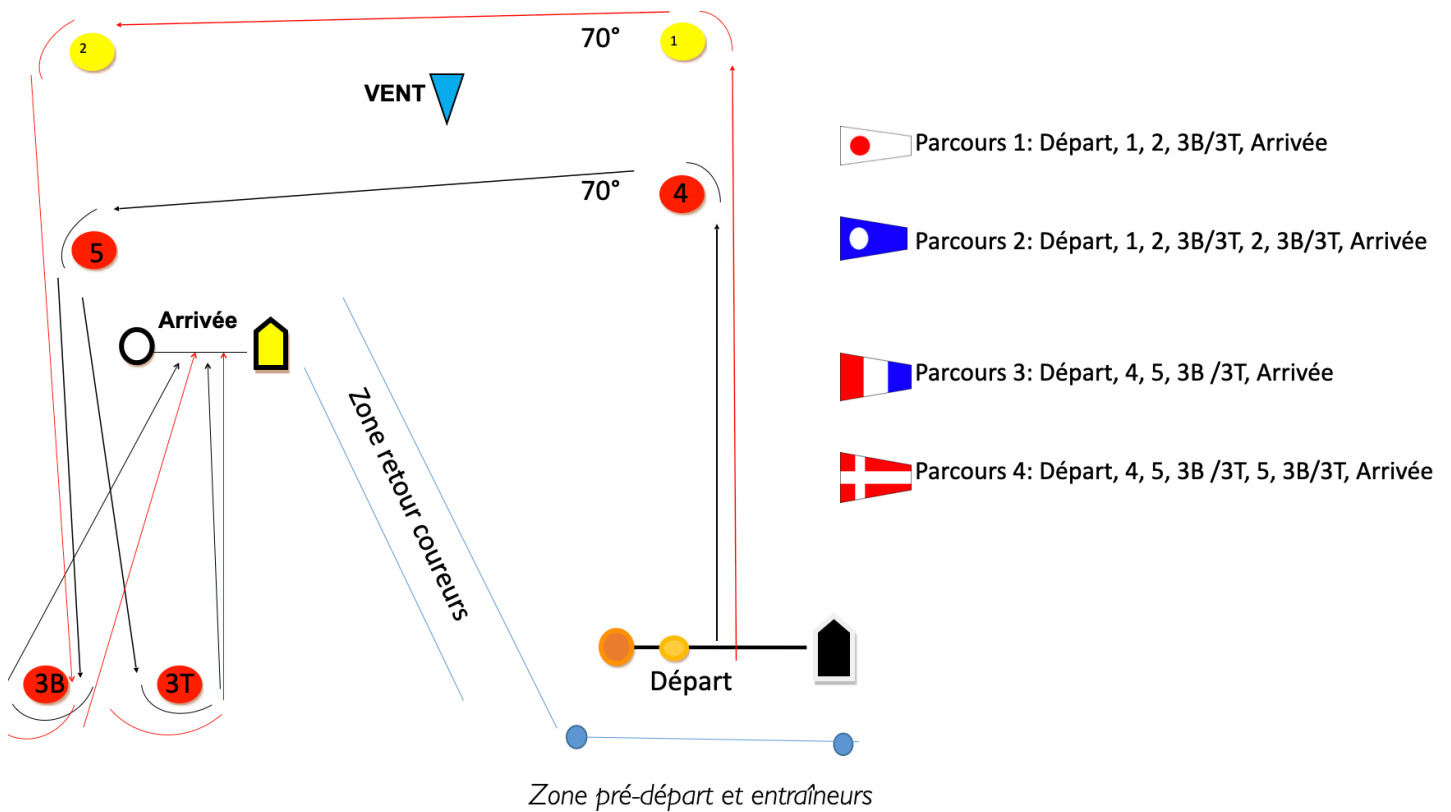 2
70°
1
VENT
Parcours 1: Départ, 1, 2, 3B/3T, Arrivée
70°
4
5
Parcours 2: Départ, 1, 2, 3B/3T, 2, 3B/3T, Arrivée
Arrivée
Parcours 3: Départ, 4, 5, 3B /3T, Arrivée
Zone retour coureurs
Parcours 4: Départ, 4, 5, 3B /3T, 5, 3B/3T, Arrivée
3B
3T
Départ
Zone pré-départ et entraîneurs